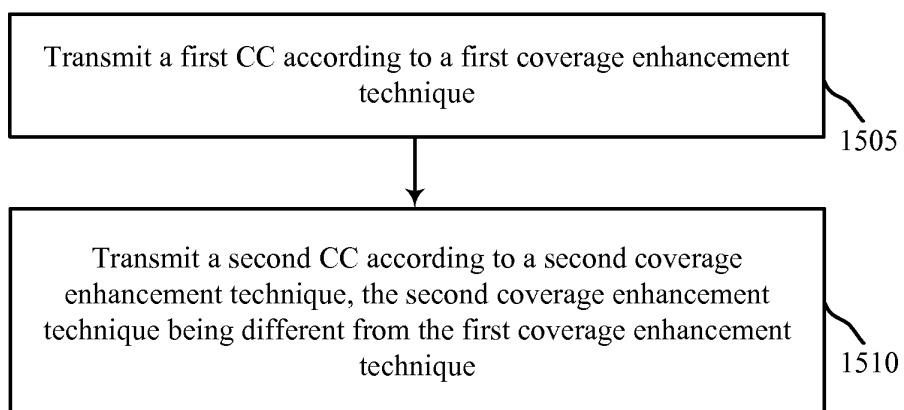 Transmit a first CC according to a first coverage enhancement
technique
1505
Transmit a second CC according to a second coverage
enhancement technique, the second coverage enhancement
technique being different from the first coverage enhancement
technique
1510